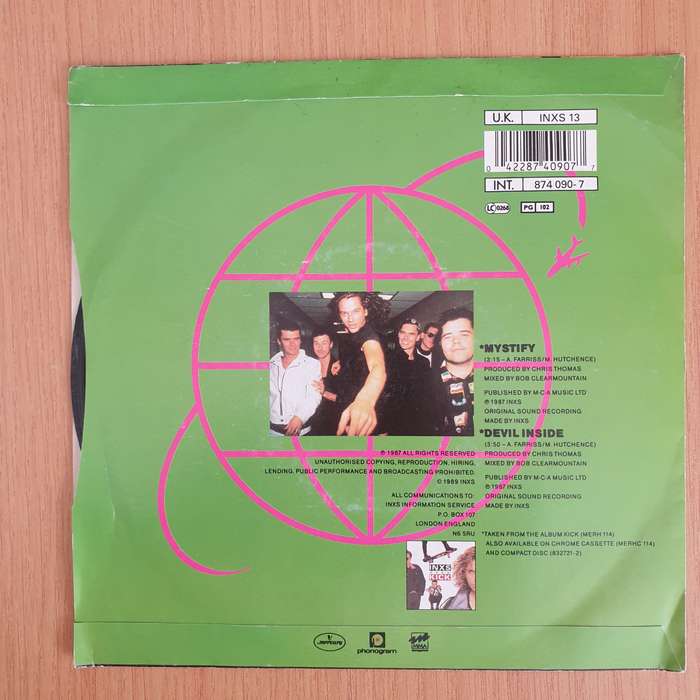 U.K. INXS 13
0 42287 40907 7
INT. 874 090-7
LC 0268
PG 102
*MYSTIFY
(3:15 – A. FARRISS/M. HUTCHENCE)
PRODUCED BY CHRIS THOMAS
MIXED BY BOB CLEARMOUNTAIN
PUBLISHED BY M·C·A MUSIC LTD
℗ 1987 INXS
ORIGINAL SOUND RECORDING
MADE BY INXS
*DEVIL INSIDE
(3:50 – A. FARRISS/M. HUTCHENCE)
PRODUCED BY CHRIS THOMAS
MIXED BY BOB CLEARMOUNTAIN
PUBLISHED BY M·C·A MUSIC LTD
℗ 1987 INXS
ORIGINAL SOUND RECORDING
MADE BY INXS
*TAKEN FROM THE ALBUM KICK (MERH 114)
ALSO AVAILABLE ON CHROME CASSETTE (MERHC 114)
AND COMPACT DISC (832721-2)
℗ 1987 ALL RIGHTS RESERVED
UNAUTHORISED COPYING, REPRODUCTION, HIRING,
LENDING, PUBLIC PERFORMANCE AND BROADCASTING PROHIBITED.
© 1989 INXS
ALL COMMUNICATIONS TO:
INXS INFORMATION SERVICE
P.O. BOX 107
LONDON ENGLAND
N6 5RU
INXS
KICK
mercury
phonogram
MMA